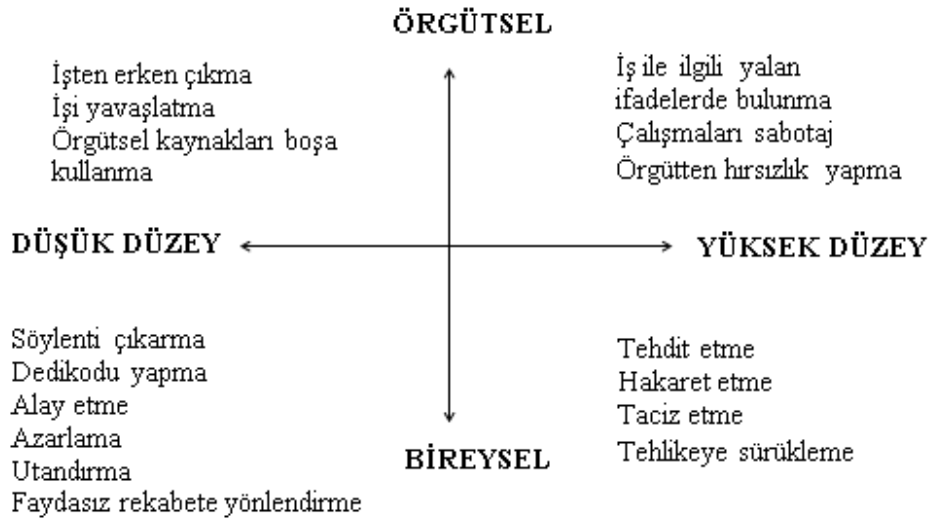 ÖRGÜTSEL
İşten erken çıkma
İşi yavaşlatma
Örgütsel kaynakları boşa
kullanma
İş ile ilgili yalan
ifadelerde bulunma
Çalışmaları sabotaj
Örgütten hırsızlık yapma
DÜŞÜK DÜZEY
YÜKSEK DÜZEY
Söylenti çıkarma
Dedikodu yapma
Alay etme
Azarlama
Utandırma
Faydasız rekabete yönlendirme
Tehdit etme
Hakaret etme
Taciz etme
Tehlikeye sürükleme
BİREYSEL